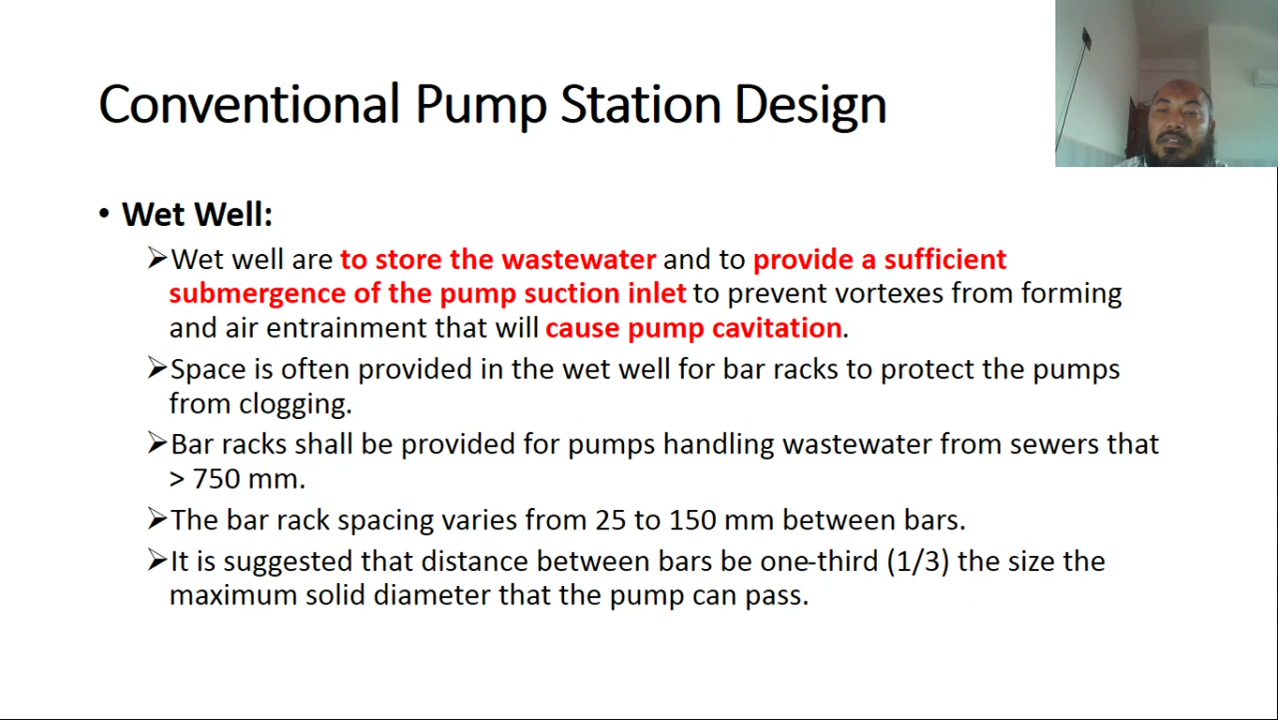 Conventional Pump Station Design
• Wet Well:
➢Wet well are to store the wastewater and to provide a sufficient
submergence of the pump suction inlet to prevent vortexes from forming
and air entrainment that will cause pump cavitation.
➢Space is often provided in the wet well for bar racks to protect the pumps
from clogging.
➢Bar racks shall be provided for pumps handling wastewater from sewers that
> 750 mm.
➢The bar rack spacing varies from 25 to 150 mm between bars.
➢It is suggested that distance between bars be one-third (1/3) the size the
maximum solid diameter that the pump can pass.